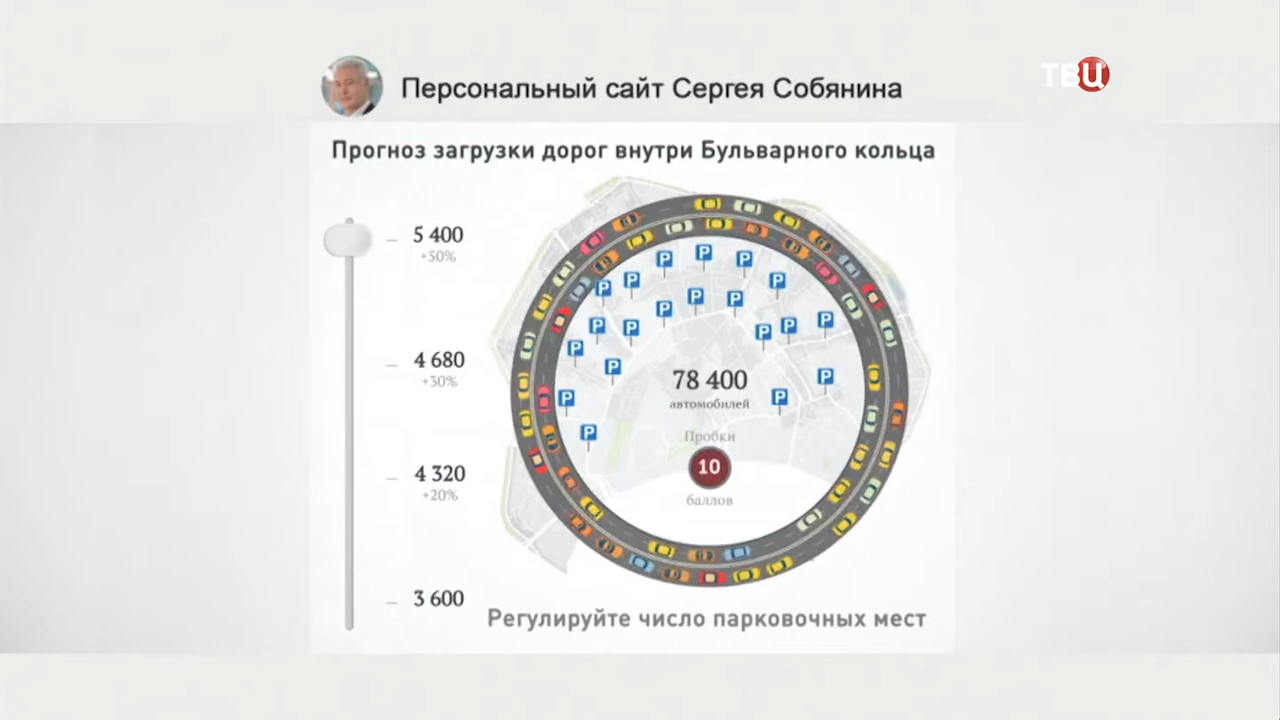 Персональный сайт Сергея Собянина
ТВЦ
Прогноз загрузки дорог внутри Бульварного кольца
5 400
+50%
4 680
+30%
4 320
+20%
3 600
P P P P P P P P P P P P P P P P P P P P P
78 400
автомобилей
Пробки
10
баллов
Регулируйте число парковочных мест